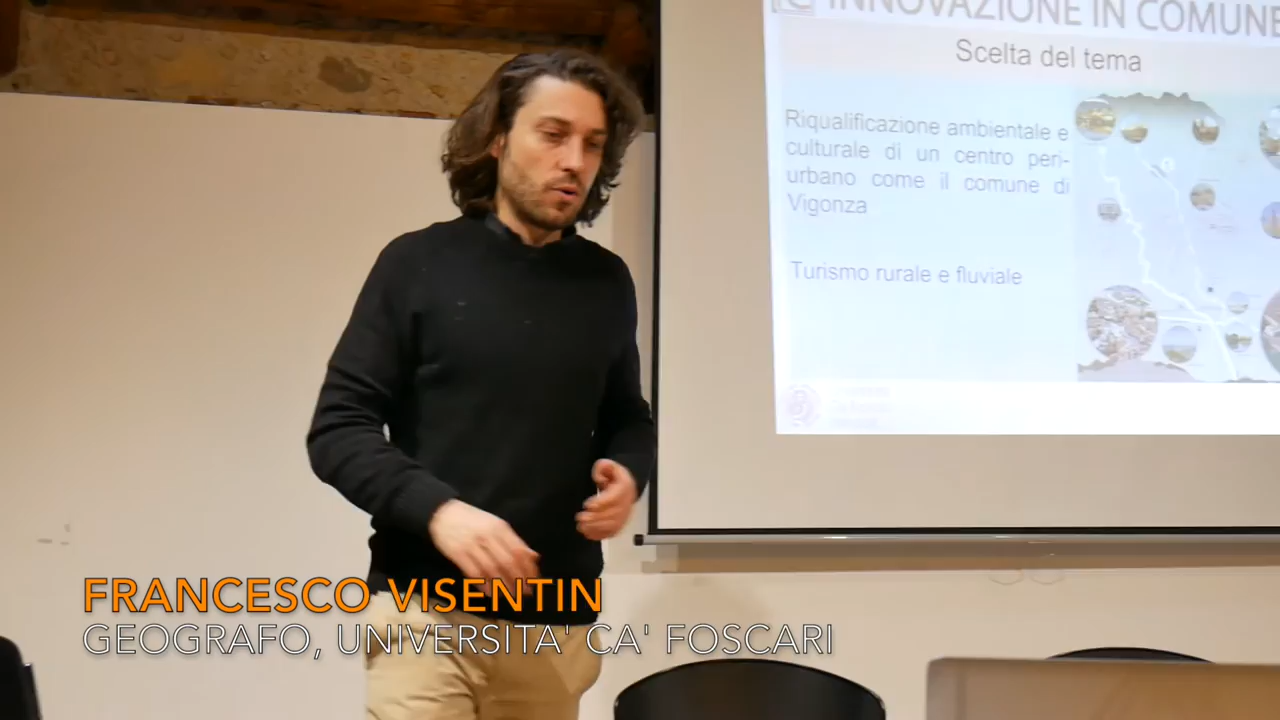 INNOVAZIONE IN COMUNE
Scelta del tema
Riqualificazione ambientale e
culturale di un centro peri-
urbano come il comune di
Vigonza
Turismo rurale e fluviale
FRANCESCO VISENTIN
GEOGRAFO, UNIVERSITA' CA' FOSCARI